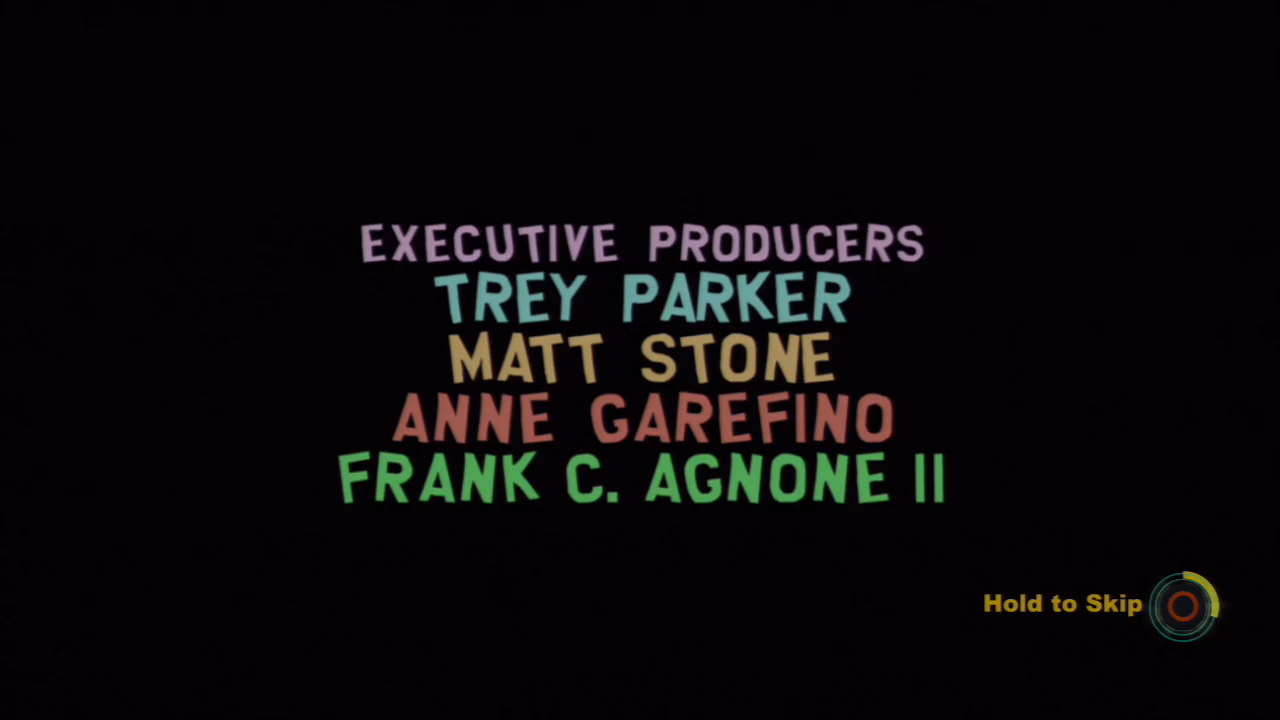 EXECUTIVE PRODUCERS
TREY PARKER
MATT STONE
ANNE GAREFINO
FRANK C. AGNONE II
Hold to Skip